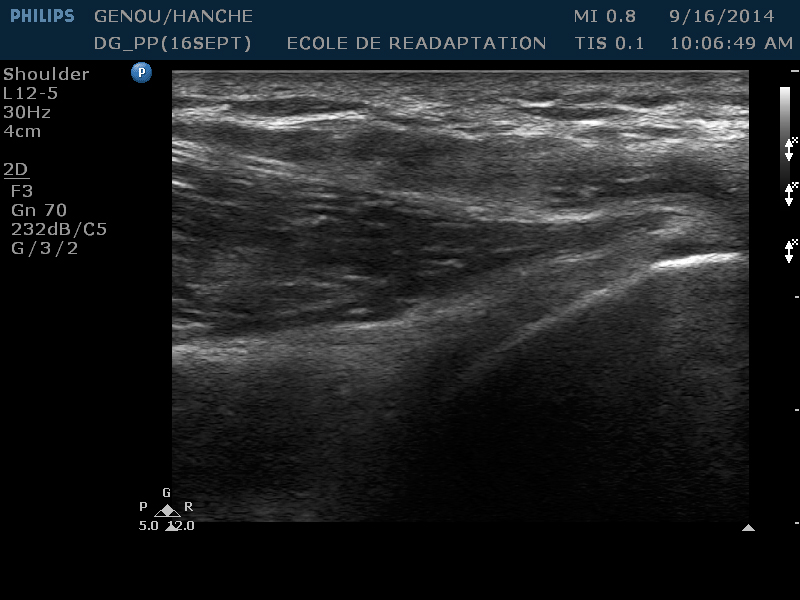 PHILIPS GENOU/HANCHE MI 0.8 9/16/2014
DG_PP(16SEPT) ECOLE DE READAPTATION TIS 0.1 10:06:49 AM
Shoulder
L12-5
30Hz
4cm
2D
F3
Gn 70
232dB/C5
G/3/2
P
G
P R
5.0 12.0